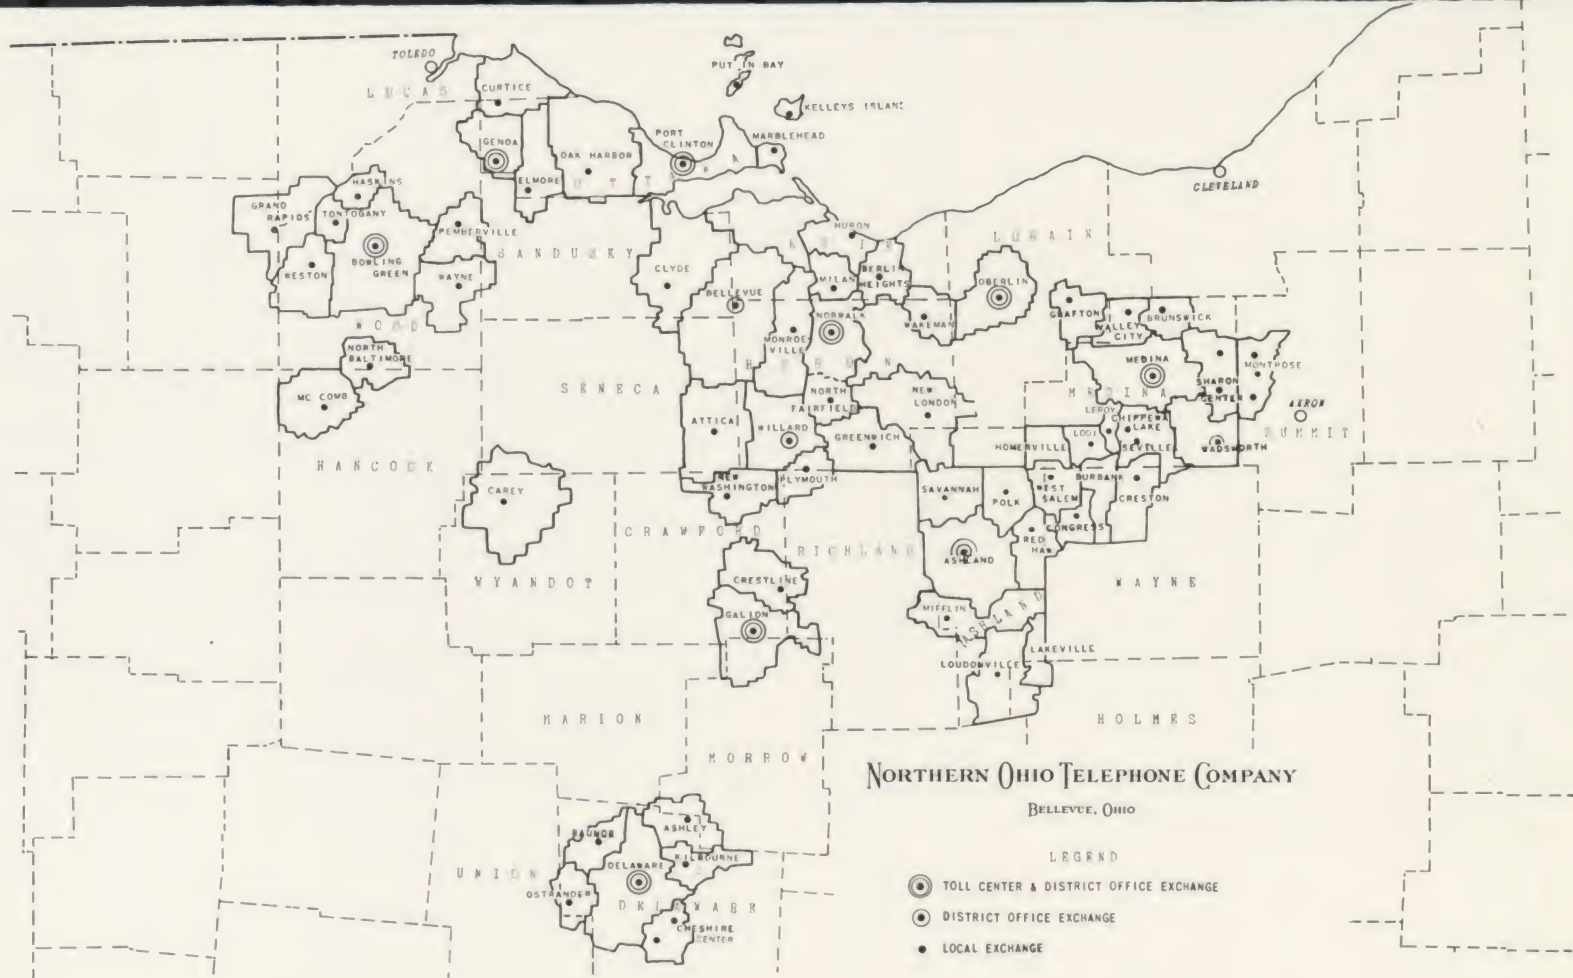 TOLEDO
LUCAS
CURTICE
PUT IN BAY
KELLEYS ISLAND
GENOA
OAK HARBOR
PORT
CLINTON
MARBLEHEAD
ELMORE
HASKINS
GRAND
RAPIDS
TONTOGANY
PEMBERVILLE
BOWLING
GREEN
WESTON
WAYNE
WOOD
SANDUSKY
CLYDE
BELLEVUE
HURON
ERIE
MILAN
BERLIN
HEIGHTS
LORAIN
CLEVELAND
OBERLIN
NORWALK
WAKEMAN
MONROE-
VILLE
HURON
GRAFTON
VALLEY
CITY
BRUNSWICK
MEDINA
MONTROSE
SHARON
CENTER
MEDINA
AKRON
SUMMIT
NORTH
BALTIMORE
MC COMB
HANCOCK
SENECA
ATTICA
WILLARD
NORTH
FAIRFIELD
NEW
LONDON
GREENWICH
HOMERVILLE
LODI
LEROY
CHIPPEWA
LAKE
SEVILLE
WADSWORTH
CAREY
NEW
WASHINGTON
PLYMOUTH
SAVANNAH
POLK
WEST
SALEM
BURBANK
CRESTON
CONGRESS
RED
HAW
CRAWFORD
RICHLAND
ASHLAND
WYANDOT
WAYNE
CRESTLINE
GALION
MIFFLIN
ASHLAND
LAKEVILLE
LOUDONVILLE
MARION
MORROW
HOLMES
NORTHERN OHIO TELEPHONE COMPANY
BELLEVUE, OHIO
RADNOR
ASHLEY
KILBOURNE
DELAWARE
UNION
OSTRANDER
DELAWARE
CHESHIRE
CENTER
LEGEND
TOLL CENTER & DISTRICT OFFICE EXCHANGE
DISTRICT OFFICE EXCHANGE
LOCAL EXCHANGE